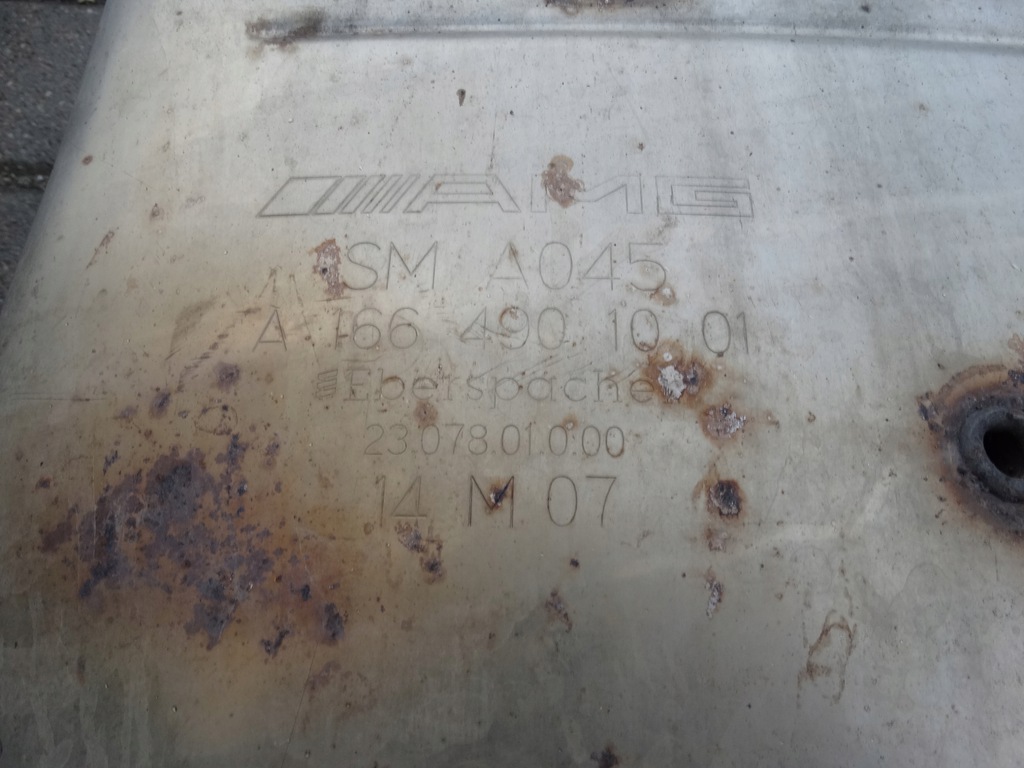 AMG
SM A045
A 166 490 10 01
Eberspächer
23.078.01.0.00
14 M 07